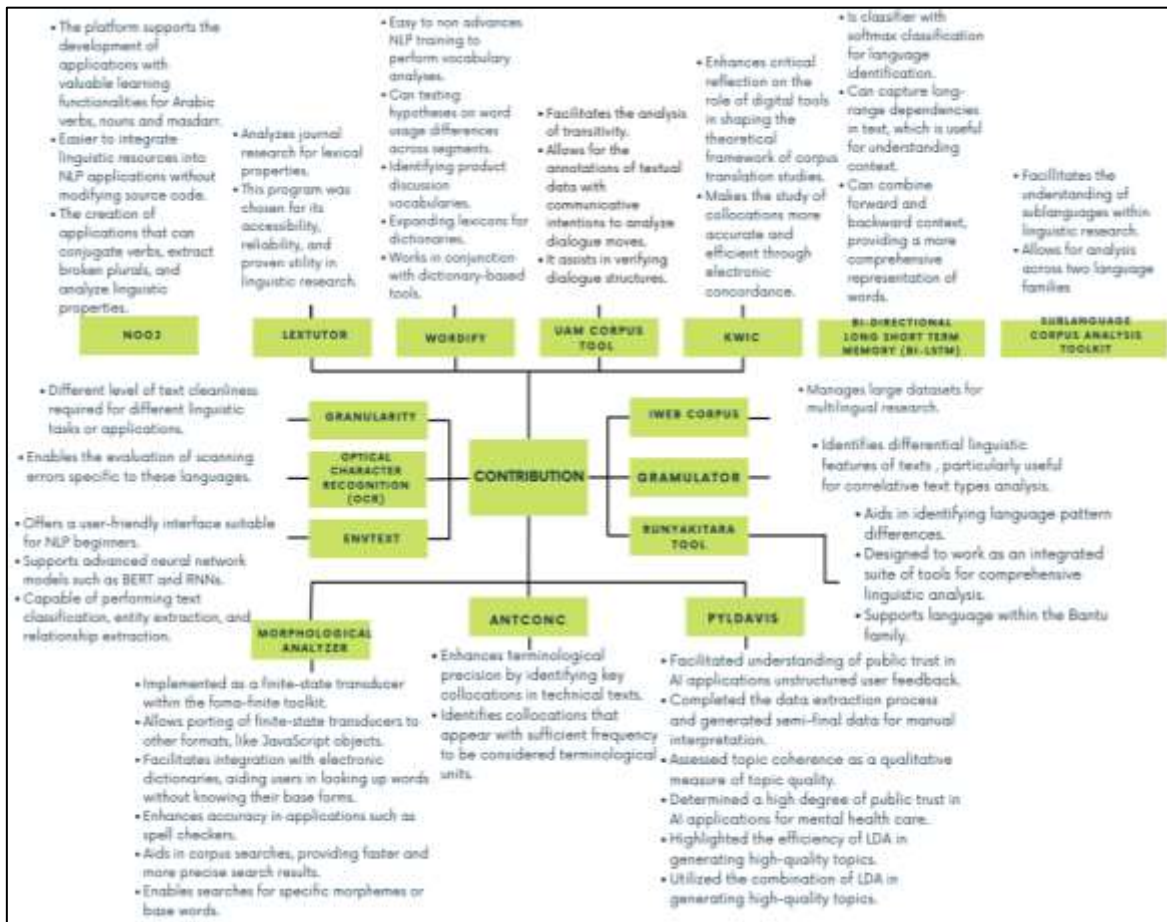 • The platform supports the
development of
applications with
valuable learning
functionalities for Arabic
verbs, nouns and masdarr.
• Easier to integrate
linguistic resources into
NLP applications without
modifying source code.
• The creation of
applications that can
conjugate verbs, extract
broken plurals, and
analyze linguistic
properties.
NOOJ
• Analyzes journal
research for lexical
properties.
• This program was
chosen for its
accessibility,
reliability, and
proven utility in
linguistic research.
LEXTUTOR
• Easy to non advances
NLP training to
perform vocabulary
analyses.
• Can testing
hypotheses on word
usage differences
across segments.
• Identifying product
discussion
vocabularies.
• Expanding lexicons for
dictionaries.
• Works in conjunction
with dictionary-based
tools.
WORDIFY
• Facilitates the analysis
of transitivity.
• Allows for the
annotations of textual
data with
communicative
intentions to analyze
dialogue moves.
• It assists in verifying
dialogue structures.
UAM CORPUS
TOOL
• Enhances critical
reflection on the
role of digital tools
in shaping the
theoretical
framework of corpus
translation studies.
• Makes the study of
collocations more
accurate and
efficient through
electronic
concordance.
KWIC
• Is classifier with
softmax classification
for language
identification.
• Can capture long-
range dependencies
in text, which is useful
for understanding
context.
• Can combine
forward and
backward context,
providing a more
comprehensive
representation of
words.
BI-DIRECTIONAL
LONG SHORT TERM
MEMORY (BI-LSTM)
• Facilitates the
understanding of
sublanguages within
linguistic research.
• Allows for analysis
across two language
families
SUBLANGUAGE
CORPUS ANALYSIS
TOOLKIT
• Different level of text cleanliness
required for different linguistic
tasks or applications.
GRANULARITY
• Enables the evaluation of scanning
errors specific to these languages.
OPTICAL
CHARACTER
RECOGNITION
(OCR)
• Offers a user-friendly interface suitable
for NLP beginners.
• Supports advanced neural network
models such as BERT and RNNs.
• Capable of performing text
classification, entity extraction, and
relationship extraction.
ENVTEXT
CONTRIBUTION
IWEB CORPUS
• Manages large datasets for
multilingual research.
GRAMULATOR
• Identifies differential linguistic
features of texts , particularly useful
for correlative text types analysis.
RUNYAKITARA
TOOL
• Aids in identifying language pattern
differences.
• Designed to work as an integrated
suite of tools for comprehensive
linguistic analysis.
• Supports language within the Bantu
family.
MORPHOLOGICAL
ANALYZER
• Implemented as a finite-state transducer
within the foma-finite toolkit.
• Allows porting of finite-state transducers to
other formats, like JavaScript objects.
• Facilitates integration with electronic
dictionaries, aiding users in looking up words
without knowing their base forms.
• Enhances accuracy in applications such as
spell checkers.
• Aids in corpus searches, providing faster and
more precise search results.
• Enables searches for specific morphemes or
base words.
ANTCONC
• Enhances terminological
precision by identifying key
collocations in technical texts.
• Identifies collocations that
appear with sufficient frequency
to be considered terminological
units.
PYLDAVIS
• Facilitated understanding of public trust in
AI applications unstructured user feedback.
• Completed the data extraction process
and generated semi-final data for manual
interpretation.
• Assessed topic coherence as a qualitative
measure of topic quality.
• Determined a high degree of public trust in
AI applications for mental health care.
• Highlighted the efficiency of LDA in
generating high-quality topics.
• Utilized the combination of LDA in
generating high-quality topics.